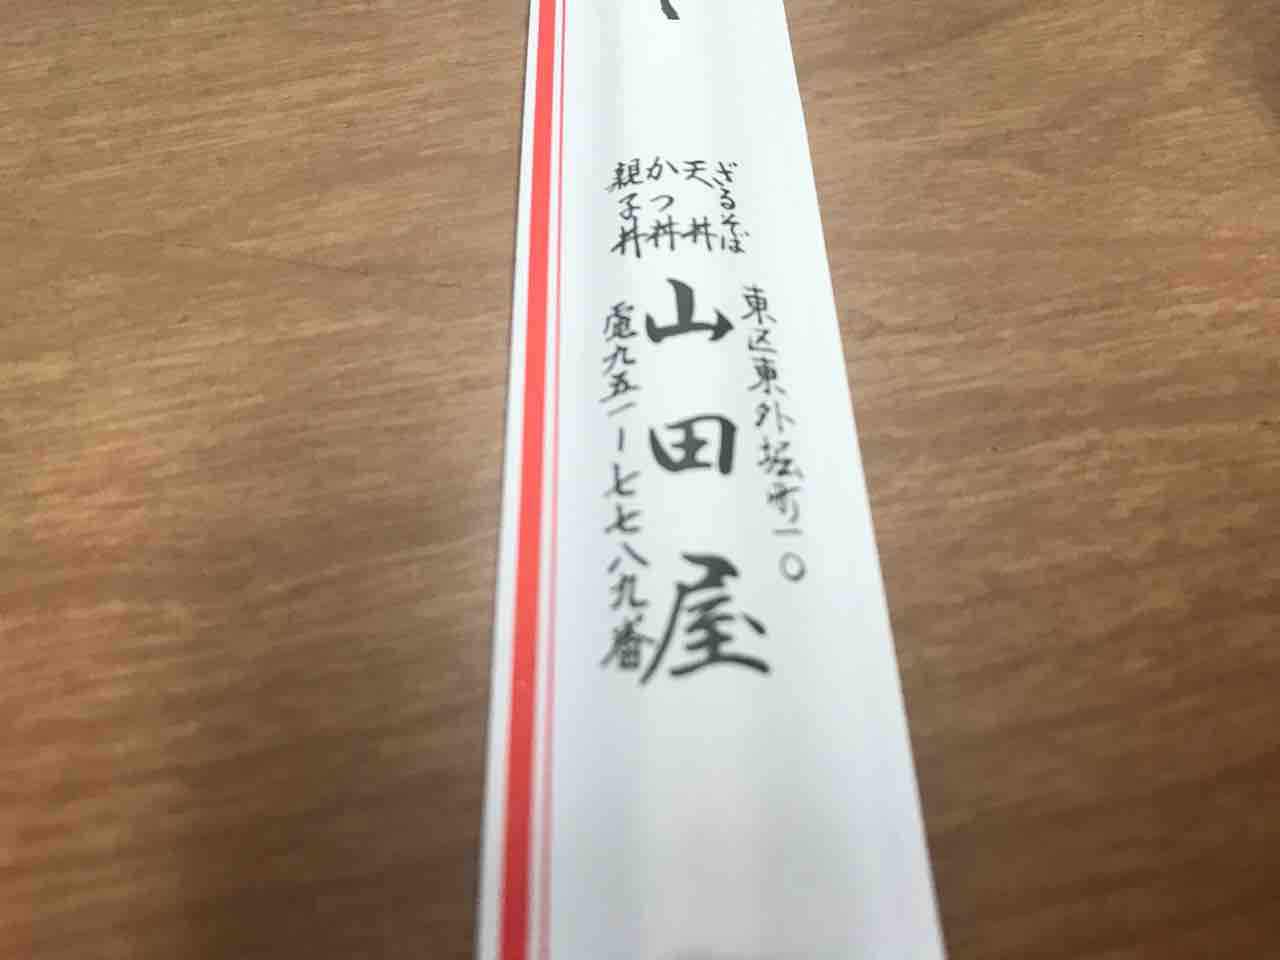 ざるそば
天丼
かつ丼
親子丼
東区東外堀町一〇
山田屋
電九五一ー七七八九番